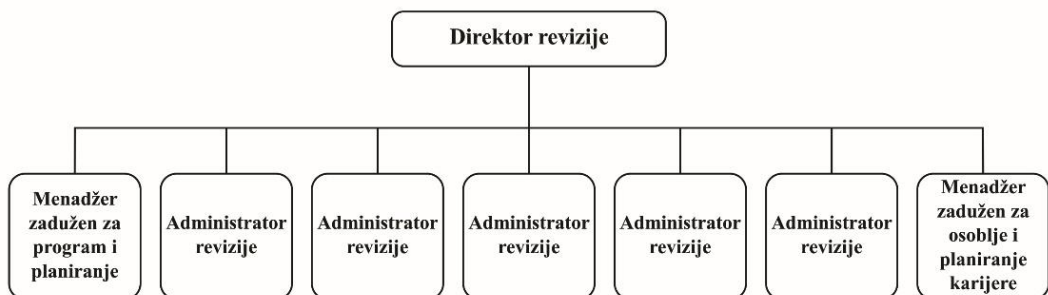 Direktor revizije
Menadžer
zadužen za
program i
planiranje
Administrator
revizije
Administrator
revizije
Administrator
revizije
Administrator
revizije
Administrator
revizije
Menadžer
zadužen za
osoblje i
planiranje
karijere